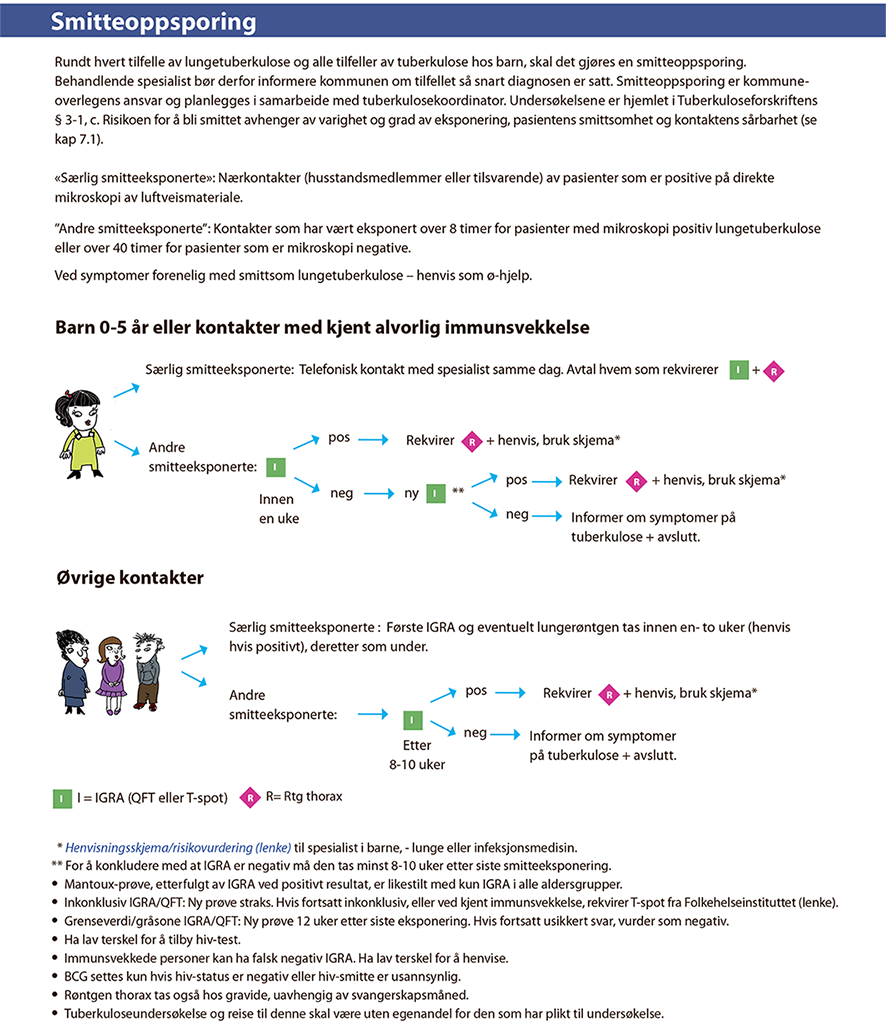 Smitteoppsporing
Rundt hvert tilfelle av lungetuberkulose og alle tilfeller av tuberkulose hos barn, skal det gjøres en smitteoppsporing.
Behandlende spesialist bør derfor informere kommunen om tilfellet så snart diagnosen er satt. Smitteoppsporing er kommune-
overlegens ansvar og planlegges i samarbeide med tuberkulosekoordinator. Undersøkelsene er hjemlet i Tuberkuloseforskriftens
§ 3-1, c. Risikoen for å bli smittet avhenger av varighet og grad av eksponering, pasientens smittsomhet og kontaktens sårbarhet (se
kap 7.1).
«Særlig smitteeksponerte»: Nærkontakter (husstandsmedlemmer eller tilsvarende) av pasienter som er positive på direkte
mikroskopi av luftveismateriale.
”Andre smitteeksponerte“: Kontakter som har vært eksponert over 8 timer for pasienter med mikroskopi positiv lungetuberkulose
eller over 40 timer for pasienter som er mikroskopi negative.
Ved symptomer forenelig med smittsom lungetuberkulose – henvis som ø-hjelp.
Barn 0-5 år eller kontakter med kjent alvorlig immunsvekkelse
Særlig smitteeksponerte: Telefonisk kontakt med spesialist samme dag. Avtal hvem som rekvirerer I + R
Andre
smitteeksponerte: I
Innen
en uke
pos
Rekvirer R + henvis, bruk skjema*
neg
ny I **
pos
Rekvirer R + henvis, bruk skjema*
neg
Informer om symptomer på
tuberkulose + avslutt.
Øvrige kontakter
Særlig smitteeksponerte : Første IGRA og eventuelt lungerøntgen tas innen en- to uker (henvis
hvis positivt), deretter som under.
Andre
smitteeksponerte:
I
Etter
8-10 uker
pos
Rekvirer R + henvis, bruk skjema*
neg
Informer om symptomer
på tuberkulose + avslutt.
I I = IGRA (QFT eller T-spot) R R= Rtg thorax
* Henvisningsskjema/risikovurdering (lenke) til spesialist i barne, - lunge eller infeksjonsmedisin.
** For å konkludere med at IGRA er negativ må den tas minst 8-10 uker etter siste smitteeksponering.
• Mantoux-prøve, etterfulgt av IGRA ved positivt resultat, er likestilt med kun IGRA i alle aldersgrupper.
• Inkonklusiv IGRA/QFT: Ny prøve straks. Hvis fortsatt inkonklusiv, eller ved kjent immunsvekkelse, rekvirer T-spot fra Folkehelseinstituttet (lenke).
• Grenseverdi/gråsone IGRA/QFT: Ny prøve 12 uker etter siste eksponering. Hvis fortsatt usikkert svar, vurder som negativ.
• Ha lav terskel for å tilby hiv-test.
• Immunsvekkede personer kan ha falsk negativ IGRA. Ha lav terskel for å henvise.
• BCG settes kun hvis hiv-status er negativ eller hiv-smitte er usannsynlig.
• Røntgen thorax tas også hos gravide, uavhengig av svangerskapsmåned.
• Tuberkuloseundersøkelse og reise til denne skal være uten egenandel for den som har plikt til undersøkelse.